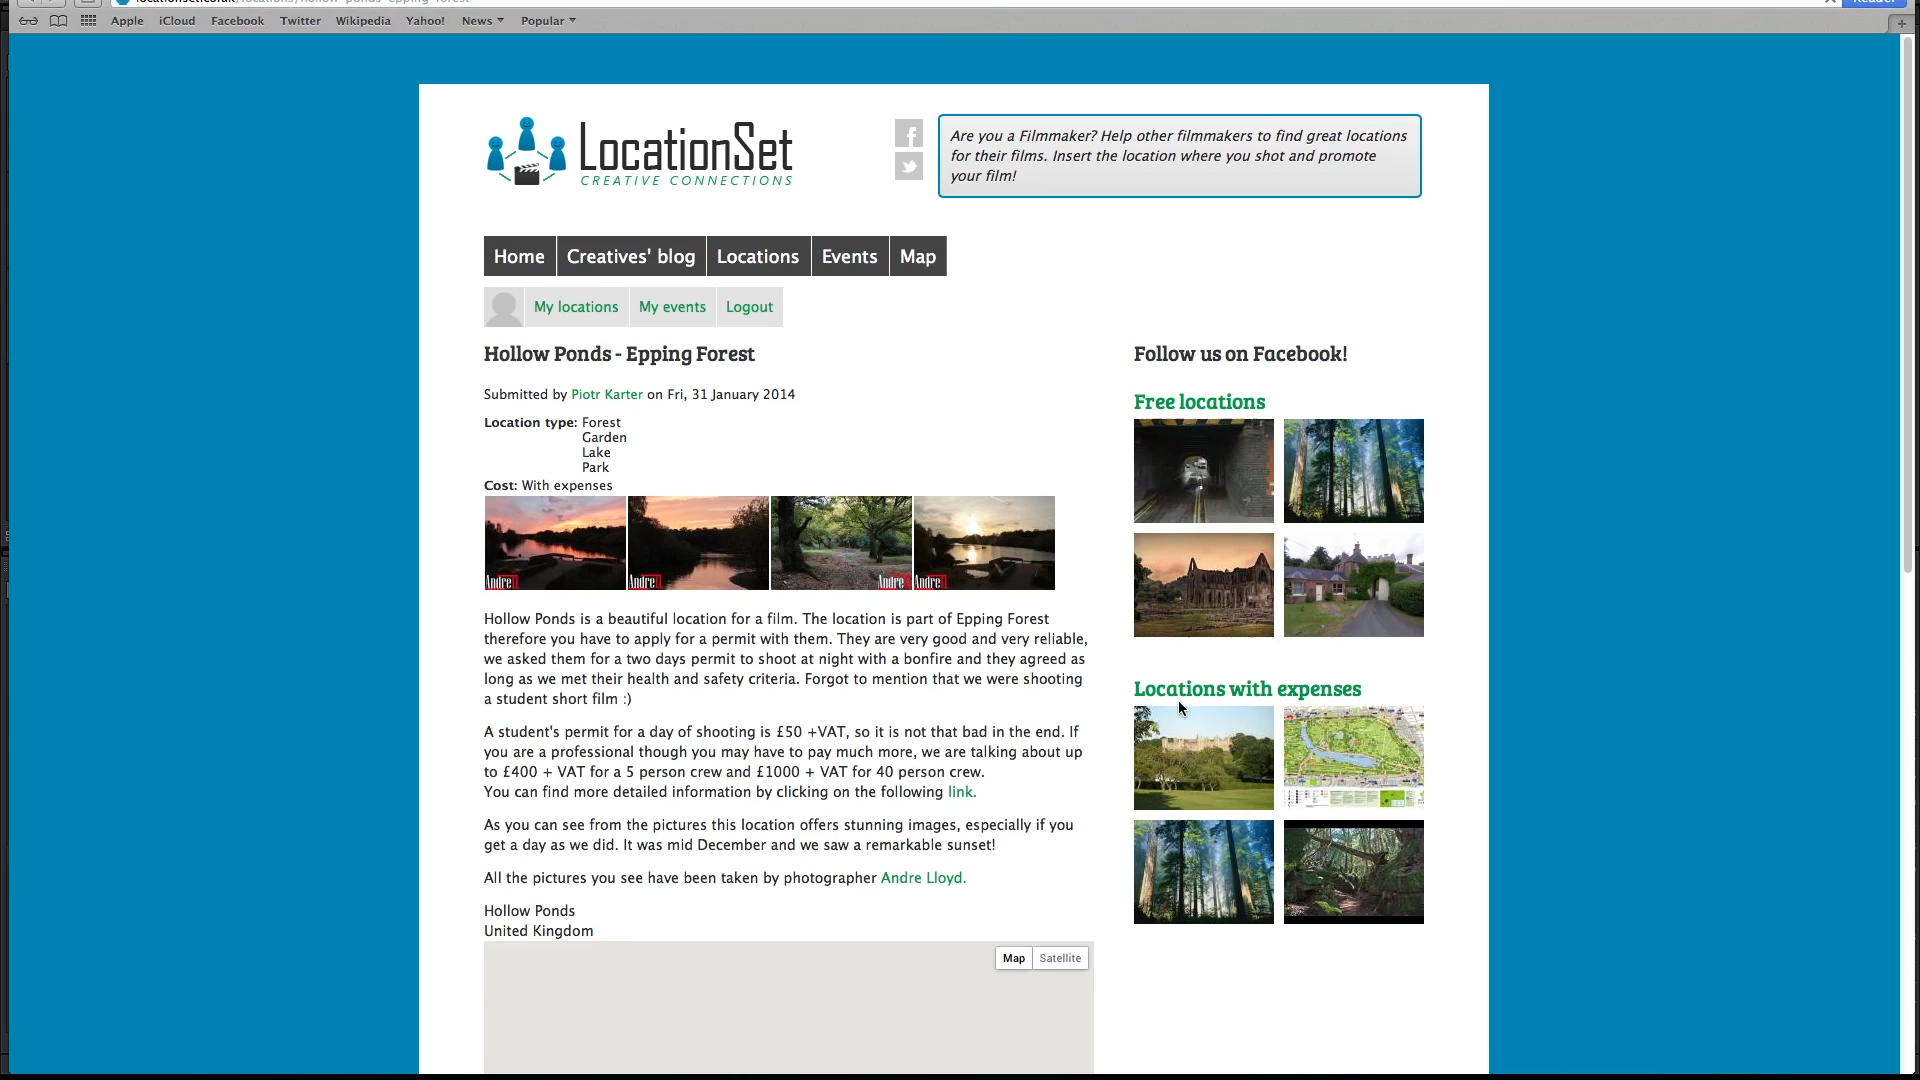 Apple iCloud Facebook Twitter Wikipedia Yahoo! News Popular
LocationSet
CREATIVE CONNECTIONS
Are you a Filmmaker? Help other filmmakers to find great locations
for their films. Insert the location where you shot and promote
your film!
Home Creatives' blog Locations Events Map
My locations My events Logout
Hollow Ponds - Epping Forest
Submitted by Piotr Karter on Fri, 31 January 2014
Location type: Forest
Garden
Lake
Park
Cost: With expenses
Andre Andre Andre Andre
Hollow Ponds is a beautiful location for a film. The location is part of Epping Forest
therefore you have to apply for a permit with them. They are very good and very reliable,
we asked them for a two days permit to shoot at night with a bonfire and they agreed as
long as we met their health and safety criteria. Forgot to mention that we were shooting
a student short film :)
A student's permit for a day of shooting is £50 +VAT, so it is not that bad in the end. If
you are a professional though you may have to pay much more, we are talking about up
to £400 + VAT for a 5 person crew and £1000 + VAT for 40 person crew.
You can find more detailed information by clicking on the following link.
As you can see from the pictures this location offers stunning images, especially if you
get a day as we did. It was mid December and we saw a remarkable sunset!
All the pictures you see have been taken by photographer Andre Lloyd.
Hollow Ponds
United Kingdom
Map Satellite
Follow us on Facebook!
Free locations
Locations with expenses